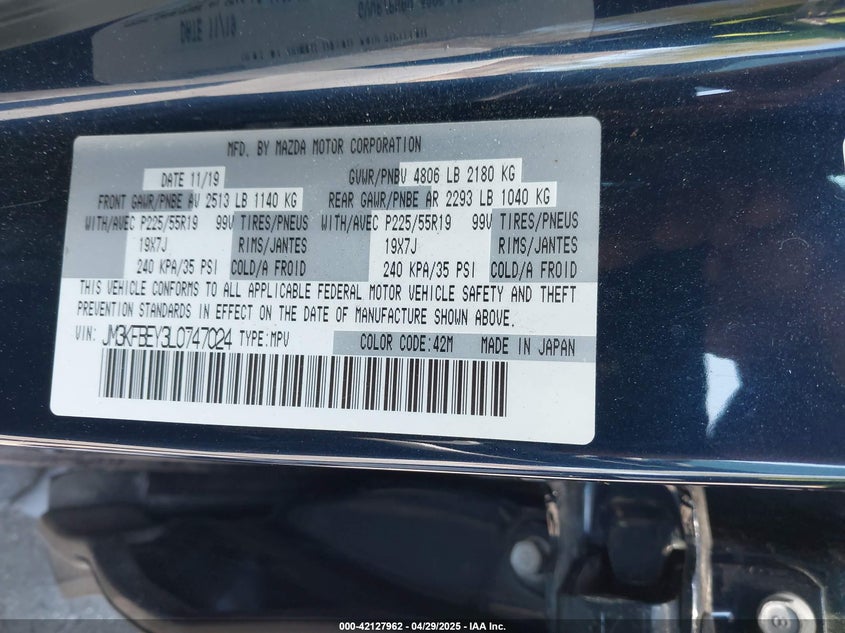 MFD. BY MAZDA MOTOR CORPORATION
DATE 11/19 GVWR/PNBV 4806 LB 2180 KG
FRONT GAWR/PNBE AV 2513 LB 1140 KG REAR GAWR/PNBE AR 2293 LB 1040 KG
WITH/AVEC P225/55R19 99V TIRES/PNEUS WITH/AVEC P225/55R19 99V TIRES/PNEUS
19X7J RIMS/JANTES 19X7J RIMS/JANTES
240 KPA/35 PSI COLD/A FROID 240 KPA/35 PSI COLD/A FROID
THIS VEHICLE CONFORMS TO ALL APPLICABLE FEDERAL MOTOR VEHICLE SAFETY AND THEFT
PREVENTION STANDARDS IN EFFECT ON THE DATE OF MANUFACTURE SHOWN ABOVE.
VIN: JM3KFBEY3L0747024 TYPE:MPV COLOR CODE:42M MADE IN JAPAN
000-42127962 - 04/29/2025 - IAA Inc.